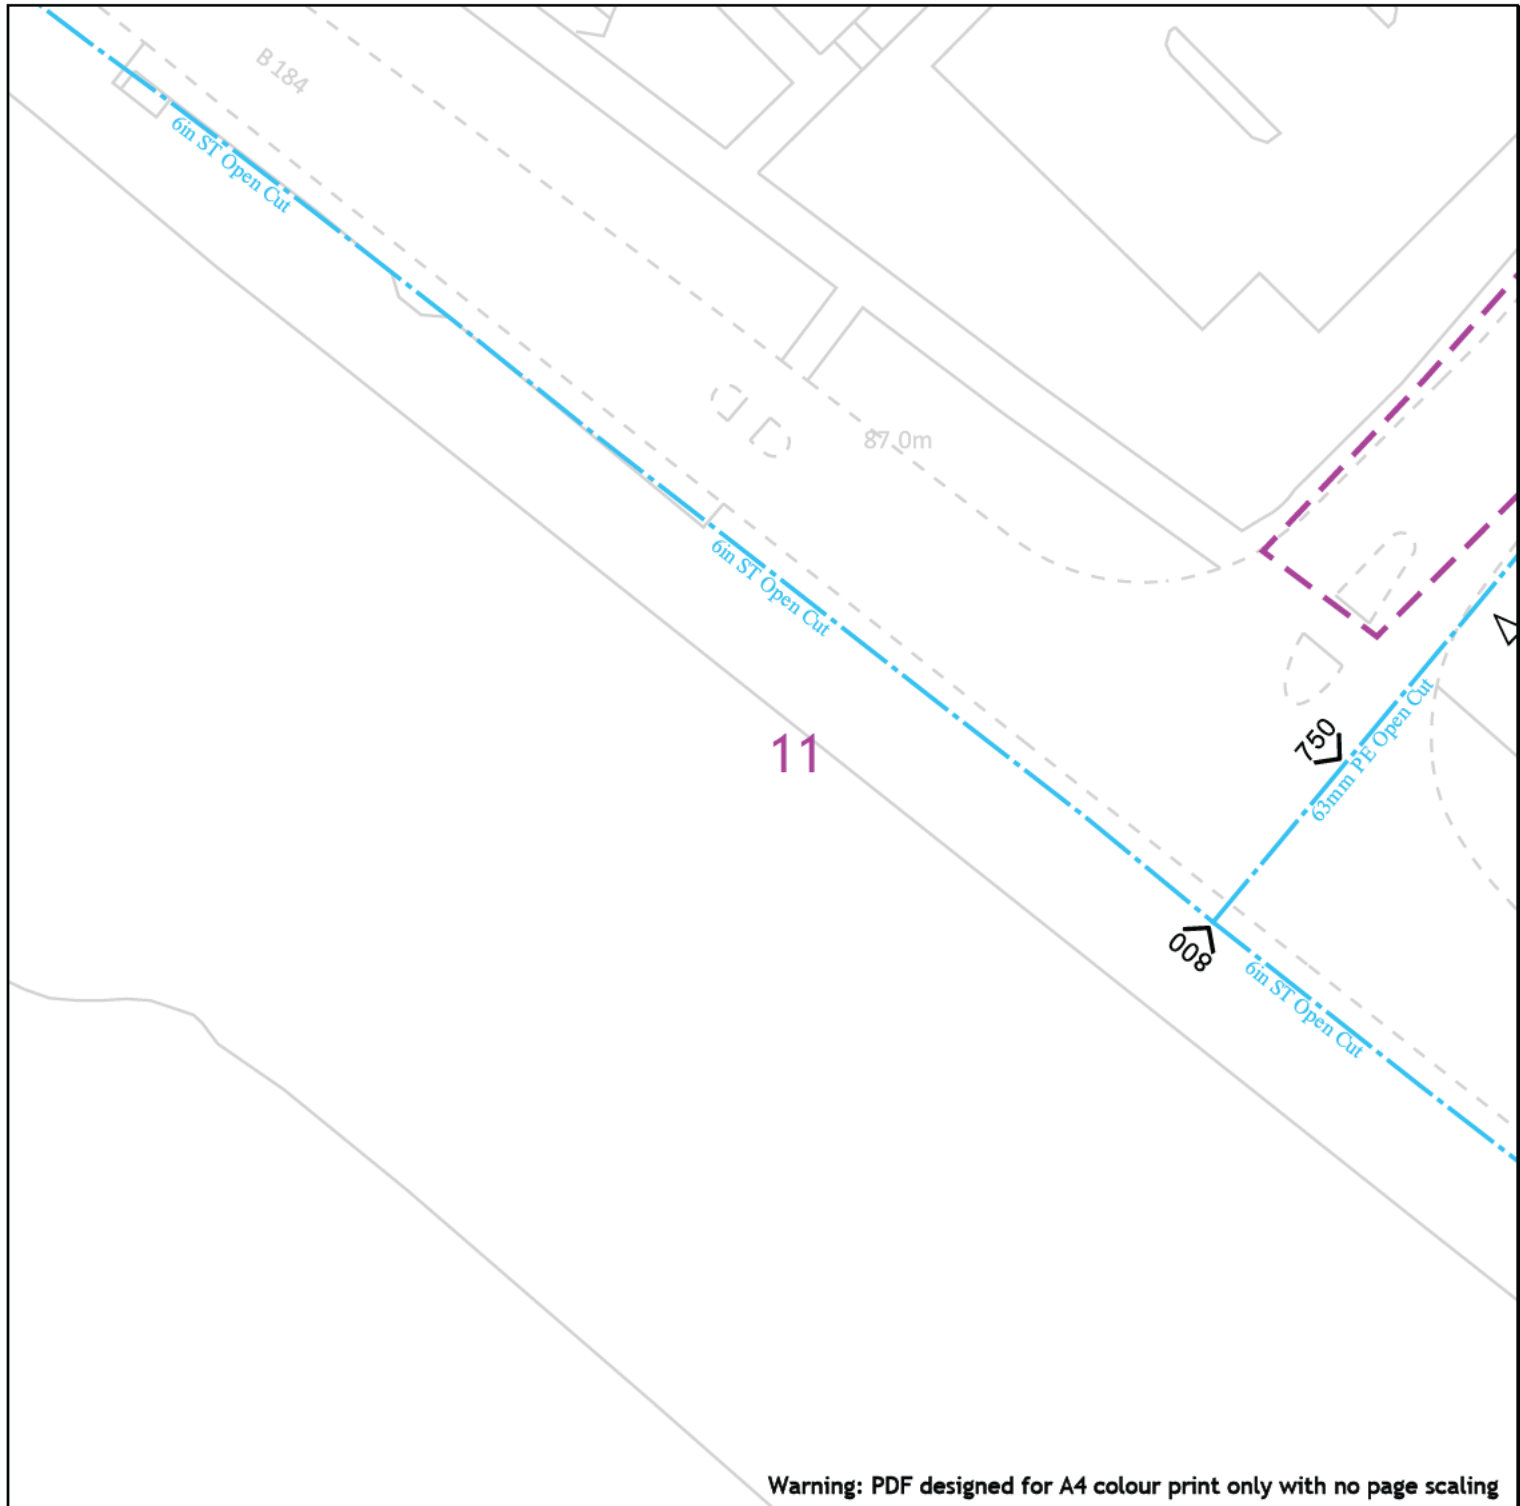 B 184
6in ST Open Cut
87.0m
6in ST Open Cut
750
63mm PE Open Cut
11
800
6in ST Open Cut
Warning: PDF designed for A4 colour print only with no page scaling